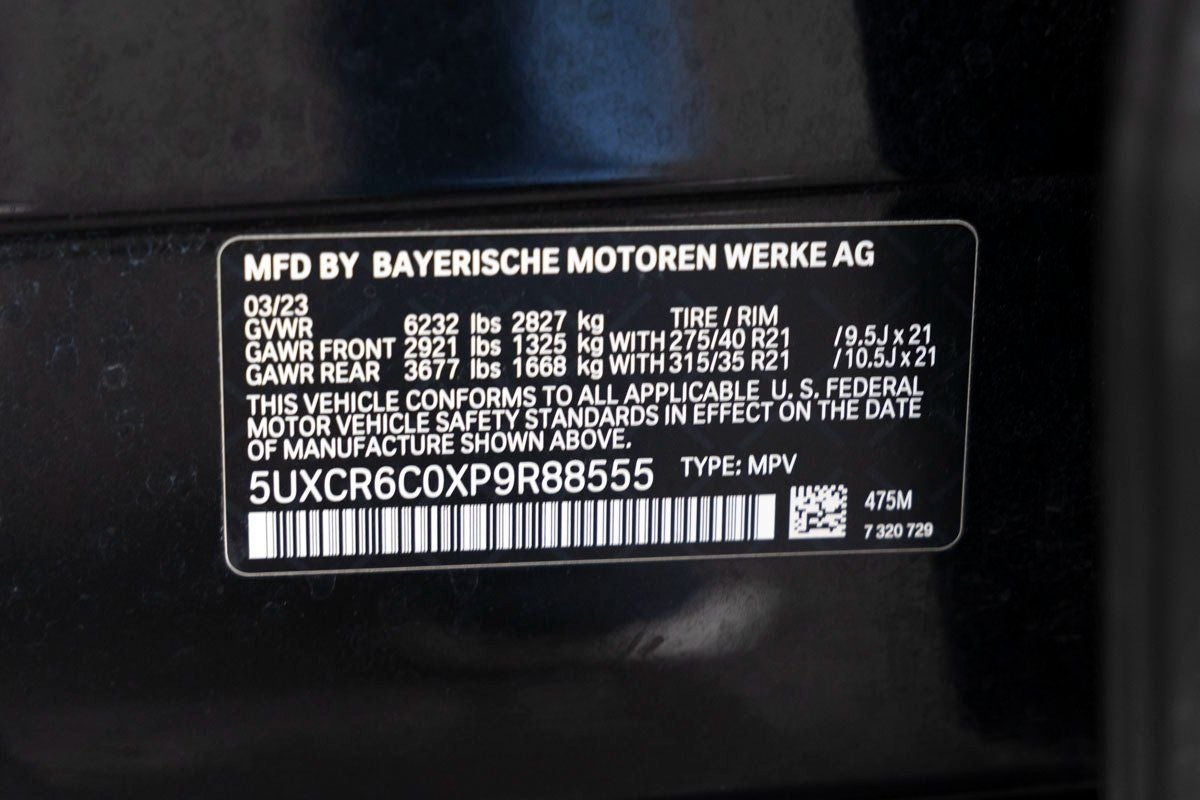 MFD BY BAYERISCHE MOTOREN WERKE AG
03/23
GVWR 6232 lbs 2827 kg TIRE / RIM
GAWR FRONT 2921 lbs 1325 kg WITH 275/40 R21 /9.5J x 21
GAWR REAR 3677 lbs 1668 kg WITH 315/35 R21 /10.5J x 21
THIS VEHICLE CONFORMS TO ALL APPLICABLE U. S. FEDERAL
MOTOR VEHICLE SAFETY STANDARDS IN EFFECT ON THE DATE
OF MANUFACTURE SHOWN ABOVE.
5UXCR6C0XP9R88555 TYPE: MPV
475M
7 320 729